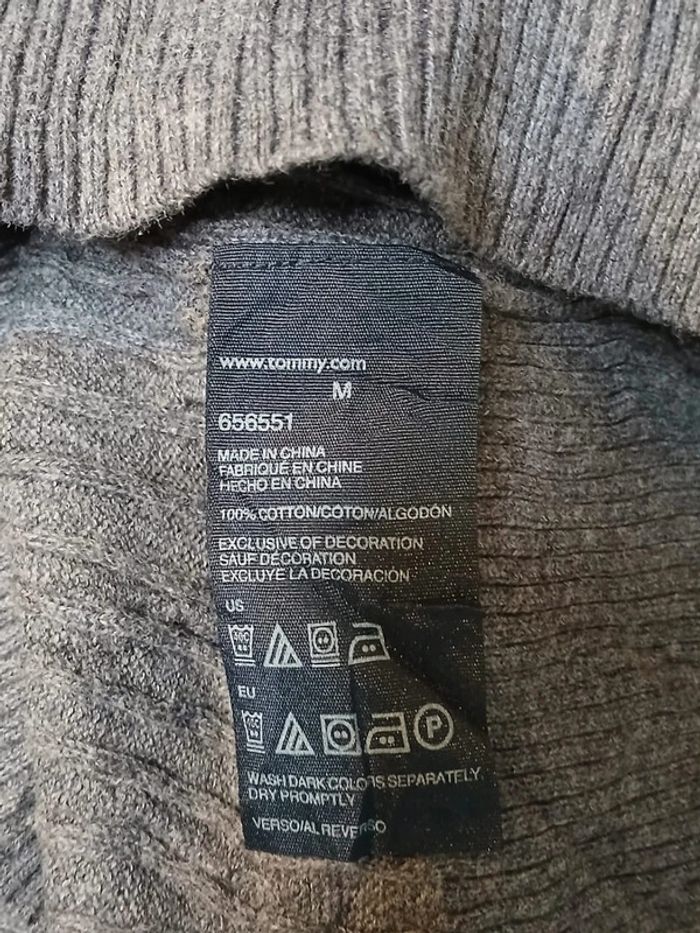 www.tommy.com
M
656551
MADE IN CHINA
FABRIQUÉ EN CHINE
HECHO EN CHINA
100% COTTON/COTON/ALGODÓN
EXCLUSIVE OF DECORATION
SAUF DÉCORATION
EXCLUYE LA DECORACIÓN
US
EU
P
WASH DARK COLORS SEPARATELY
DRY PROMPTLY
VERSO/AL REVERSO